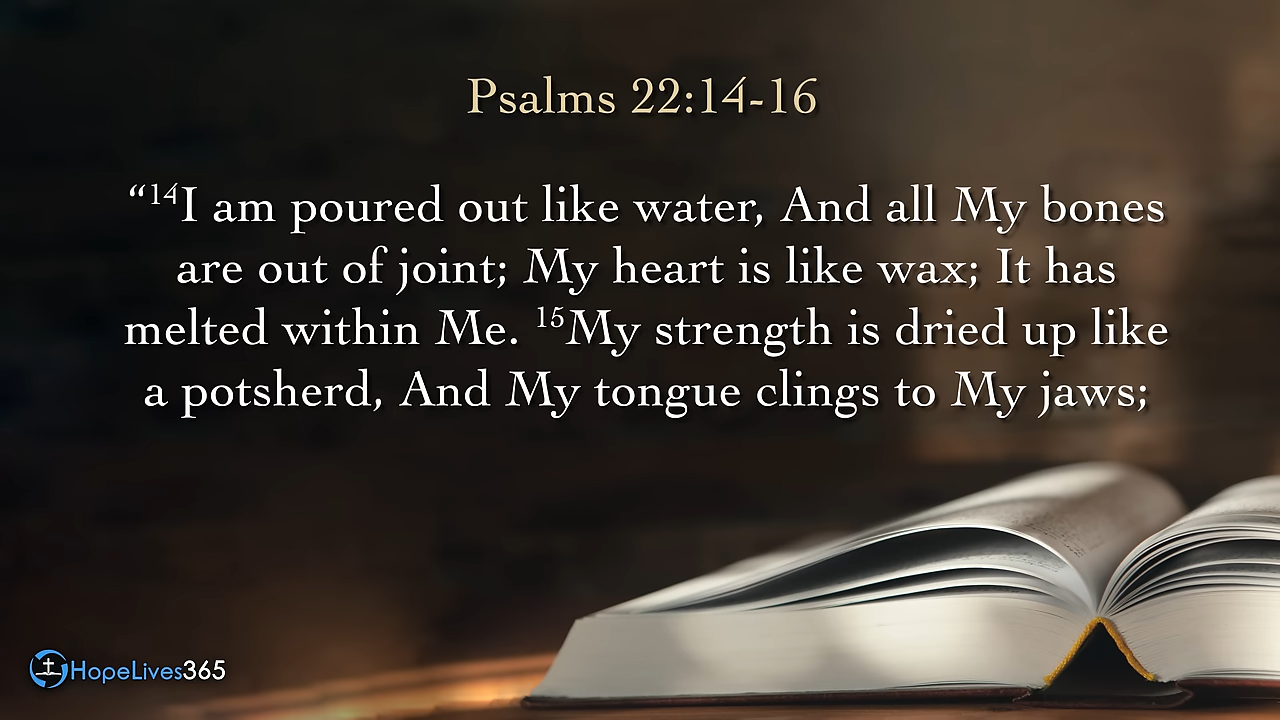 Psalms 22:14-16
“¹⁴I am poured out like water, And all My bones
are out of joint; My heart is like wax; It has
melted within Me. ¹⁵My strength is dried up like
a potsherd, And My tongue clings to My jaws;
HopeLives365